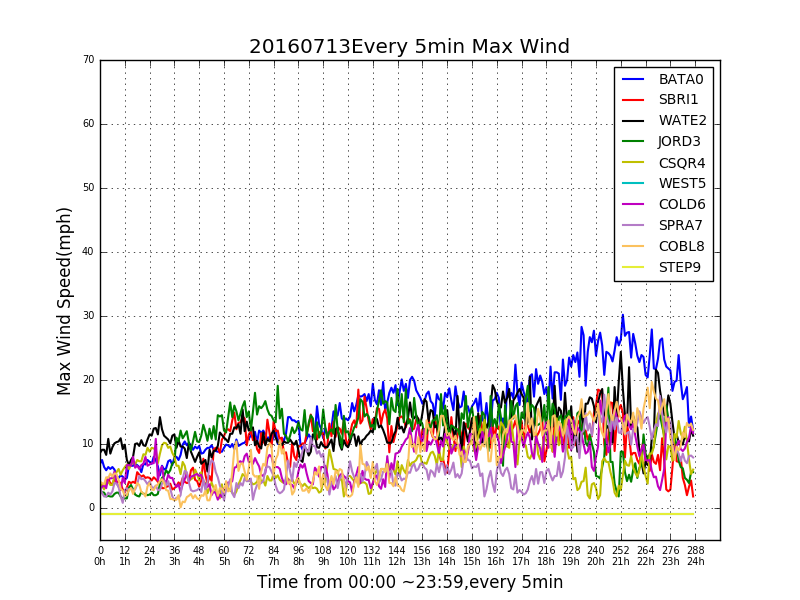 20160713Every 5min Max Wind
Max Wind Speed(mph)
70
60
50
40
30
20
10
0
BATA0
SBRI1
WATE2
JORD3
CSQR4
WEST5
COLD6
SPRA7
COBL8
STEP9
0 12 24 36 48 60 72 84 96 108 120 132 144 156 168 180 192 204 216 228 240 252 264 276 288
0h 1h 2h 3h 4h 5h 6h 7h 8h 9h 10h 11h 12h 13h 14h 15h 16h 17h 18h 19h 20h 21h 22h 23h 24h
Time from 00:00 ~23:59,every 5min